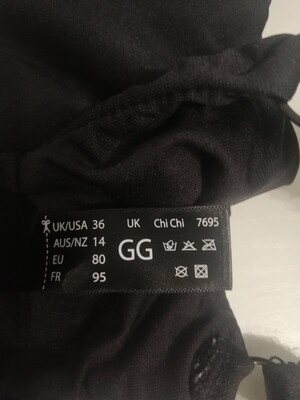 UK/USA 36 UK Chi Chi 7695
AUS/NZ 14 GG
EU 80
FR 95